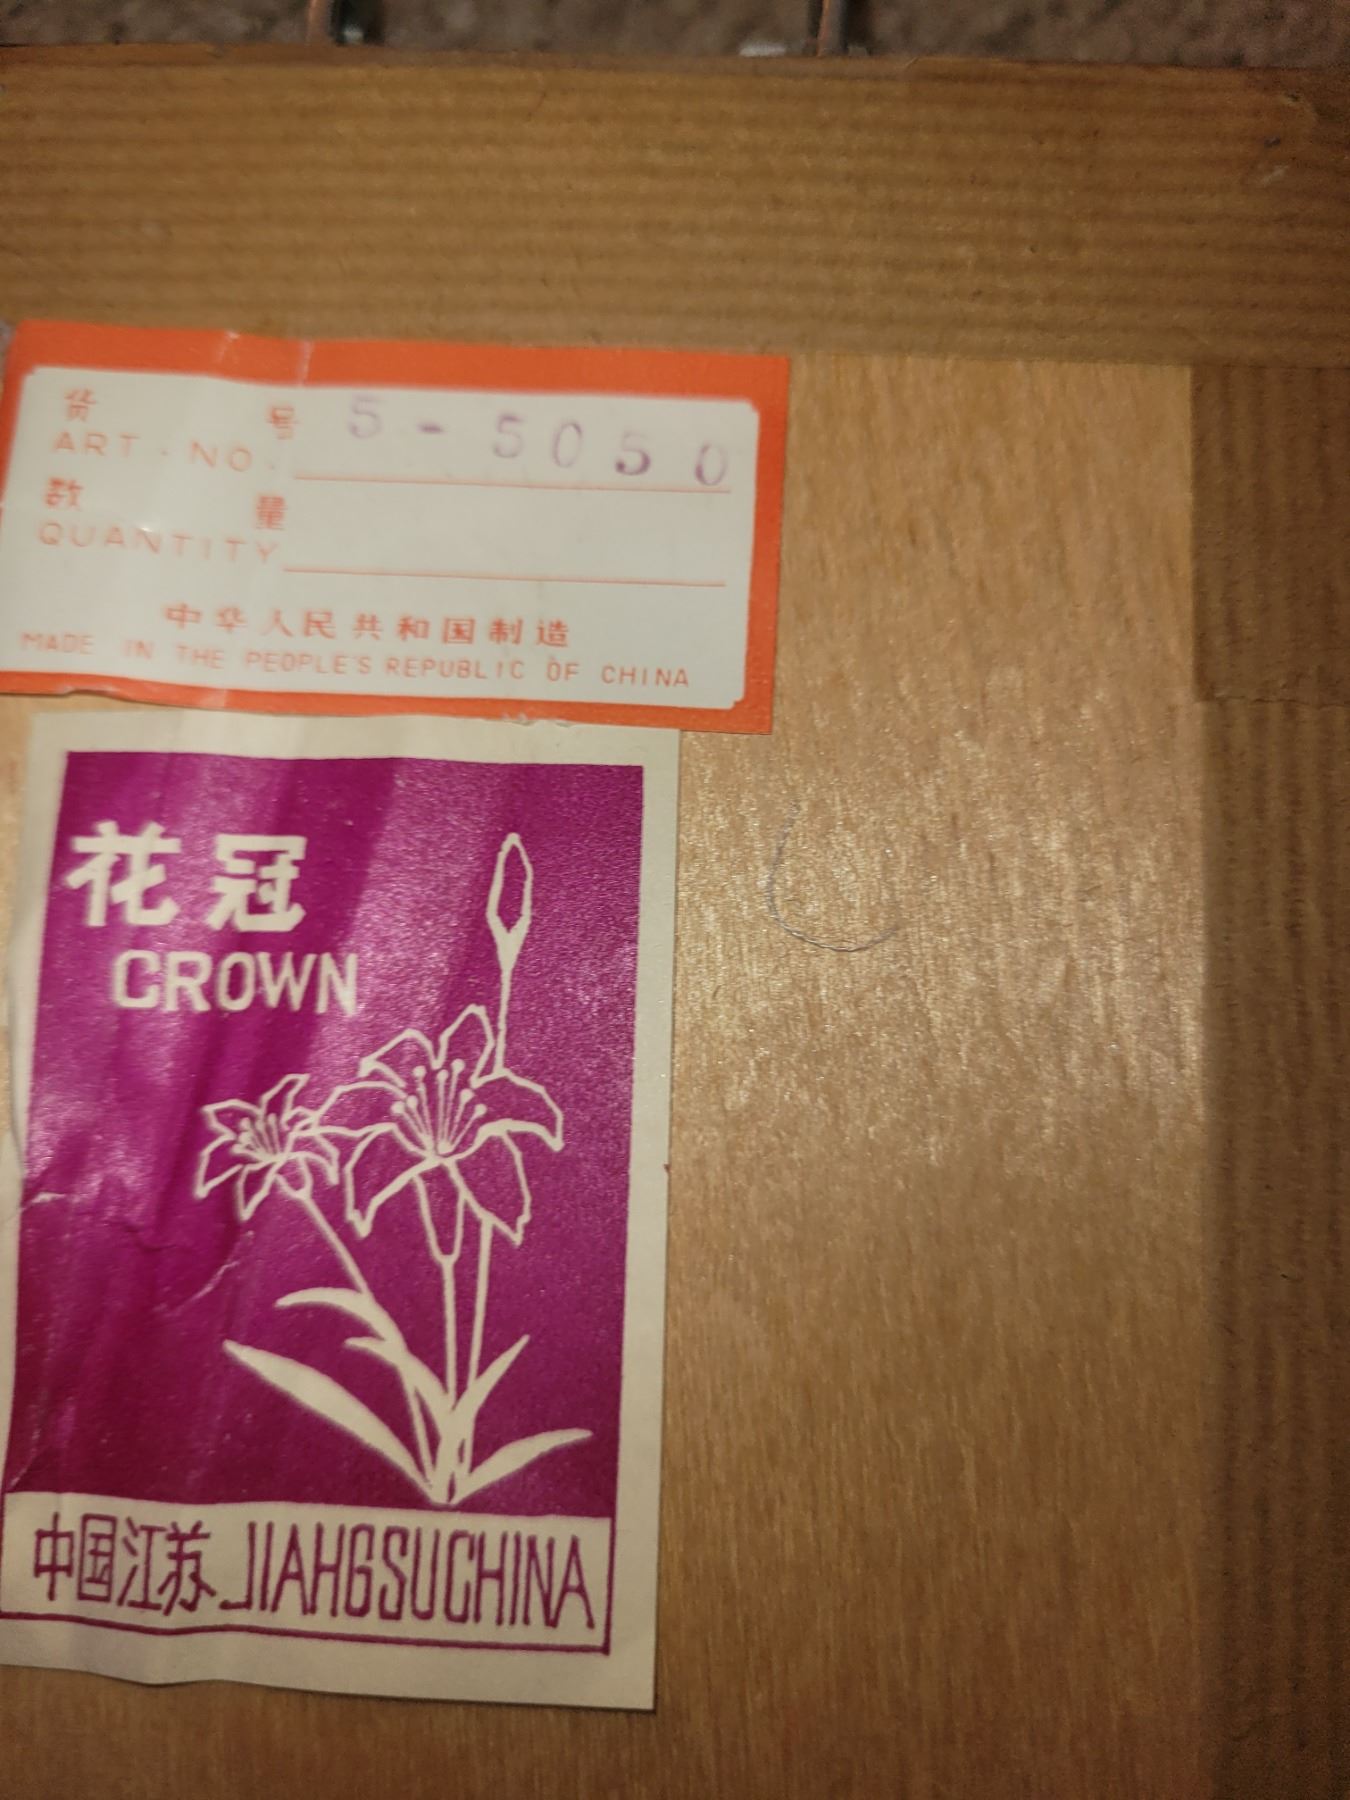 货 号 5 - 5050
ART. NO.
数 量
QUANTITY
中华人民共和国制造
MADE IN THE PEOPLE'S REPUBLIC OF CHINA
花冠
CROWN
中国江苏 JIAHGSUCHINA